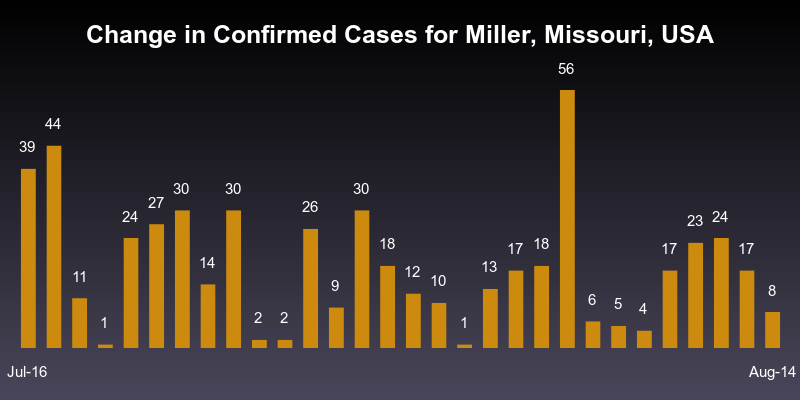 Change in Confirmed Cases for Miller, Missouri, USA
39 44 11 1 24 27 30 14 30 2 2 26 9 30 18 12 10 1 13 17 18 56 6 5 4 17 23 24 17 8
Jul-16 Aug-14